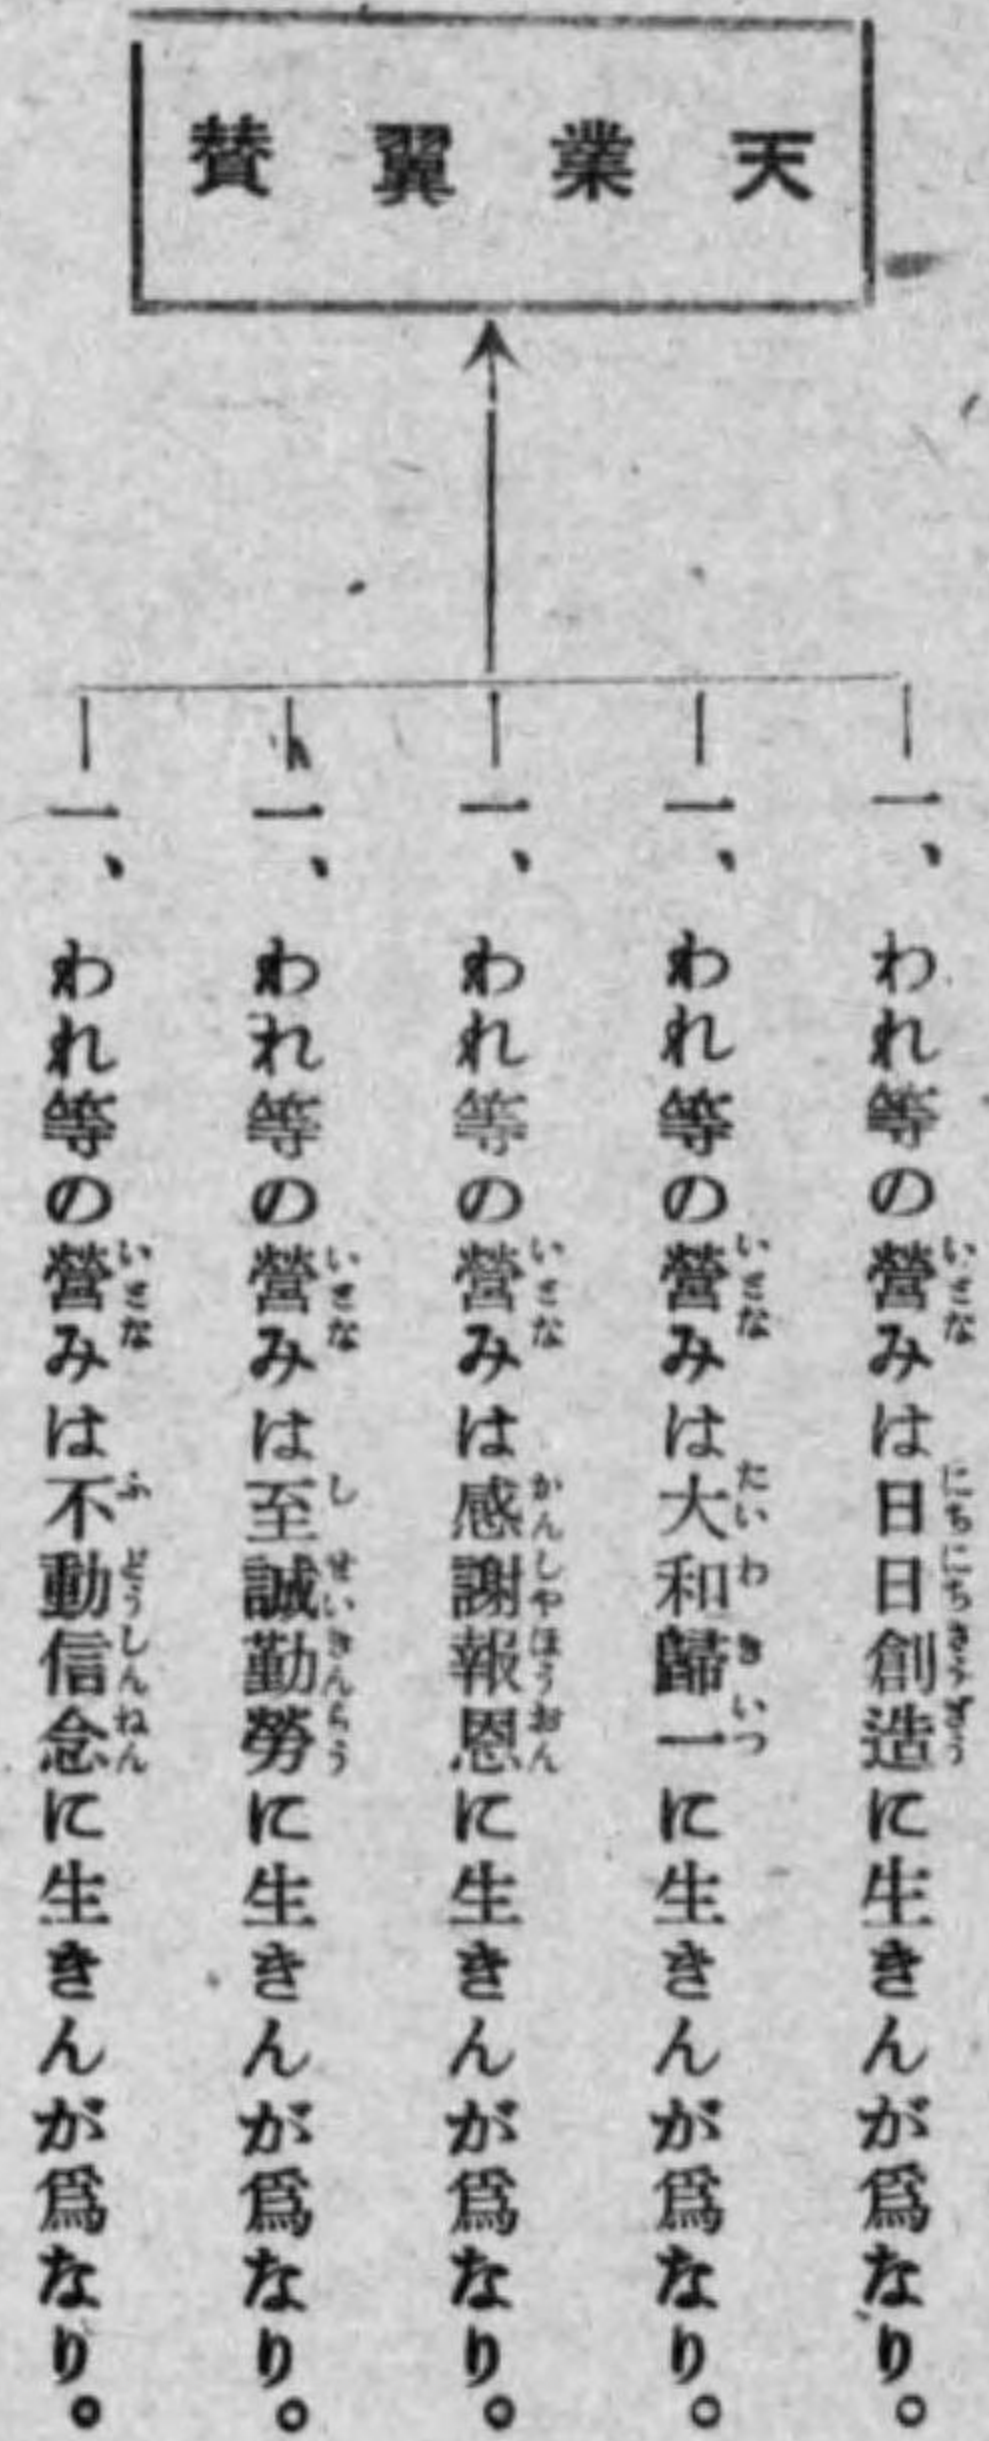 天業翼賛
一、われ等の營みは日日創造に生きんが爲なり。
一、われ等の營みは大和歸一に生きんが爲なり。
一、われ等の營みは感謝報恩に生きんが爲なり。
一、われ等の營みは至誠勤勞に生きんが爲なり。
一、われ等の營みは不動信念に生きんが爲なり。